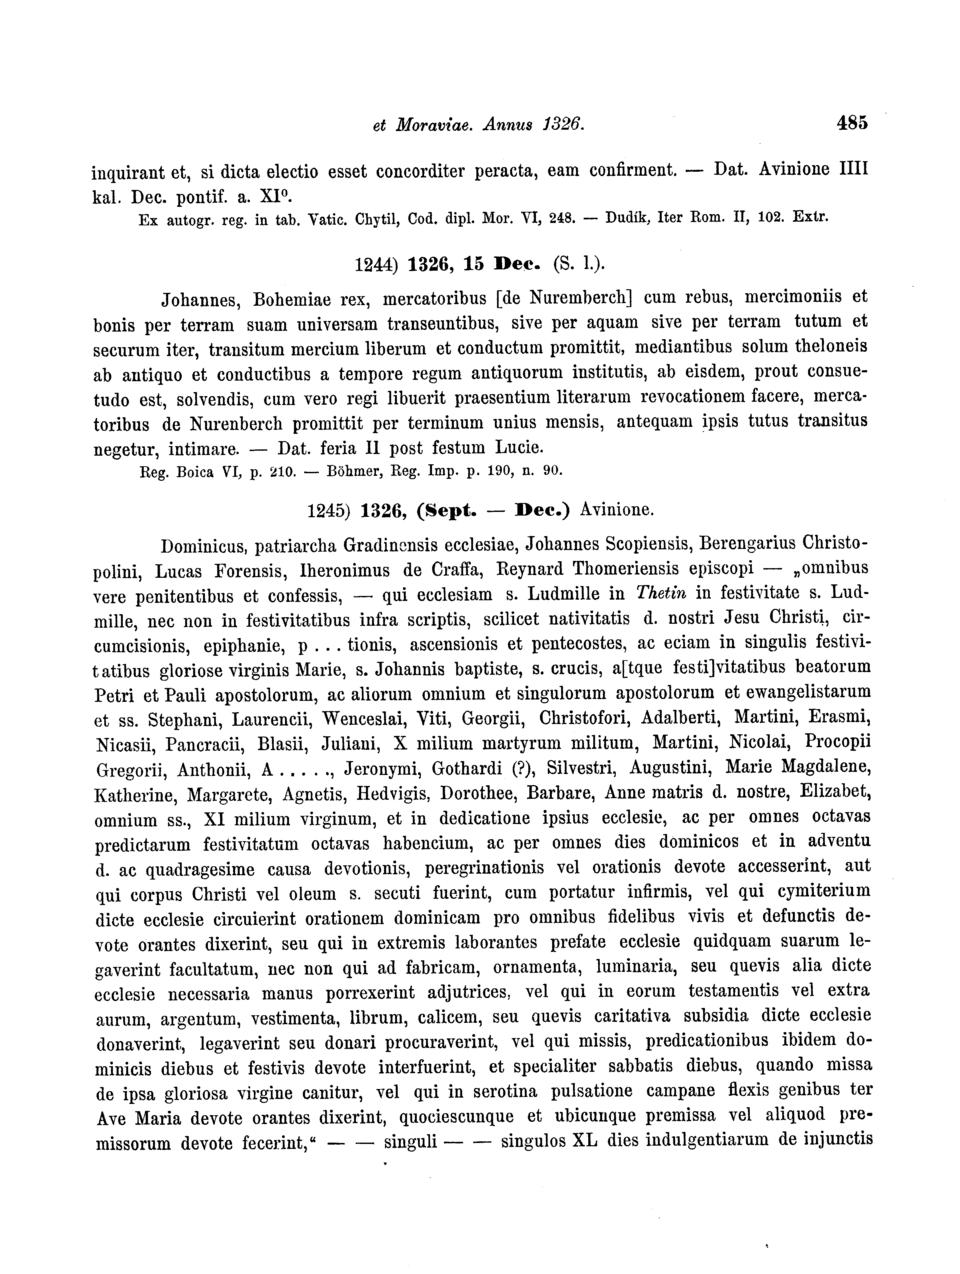 et Moraviae. Annus 1326. 485
inquirant et, si dicta electio esset concorditer peracta, eam confirment. — Dat. Avinione IIII
kal. Dec. pontif. a. XI⁰.
Ex autogr. reg. in tab. Vatic. Chytil, Cod. dipl. Mor. VI, 248. — Dudík, Iter Rom. II, 102. Extr.
1244) 1326, 15 Dec. (S. l.).
Johannes, Bohemiae rex, mercatoribus [de Nuremberch] cum rebus, mercimoniis et
bonis per terram suam universam transeuntibus, sive per aquam sive per terram tutum et
securum iter, transitum mercium liberum et conductum promittit, mediantibus solum theloneis
ab antiquo et conductibus a tempore regum antiquorum institutis, ab eisdem, prout consue-
tudo est, solvendis, cum vero regi libuerit praesentium literarum revocationem facere, merca-
toribus de Nurenberch promittit per terminum unius mensis, antequam ipsis tutus transitus
negetur, intimare. — Dat. feria II post festum Lucie.
Reg. Boica VI, p. 210. — Böhmer, Reg. Imp. p. 190, n. 90.
1245) 1326, (Sept. — Dec.) Avinione.
Dominicus, patriarcha Gradinensis ecclesiae, Johannes Scopiensis, Berengarius Christo-
polini, Lucas Forensis, Iheronimus de Craffa, Reynard Thomeriensis episcopi — „omnibus
vere penitentibus et confessis, — qui ecclesiam s. Ludmille in Thetin in festivitate s. Lud-
mille, nec non in festivitatibus infra scriptis, scilicet nativitatis d. nostri Jesu Christi, cir-
cumcisionis, epiphanie, p . . . tionis, ascensionis et pentecostes, ac eciam in singulis festivi-
tatibus gloriose virginis Marie, s. Johannis baptiste, s. crucis, a[tque festi]vitatibus beatorum
Petri et Pauli apostolorum, ac aliorum omnium et singulorum apostolorum et ewangelistarum
et ss. Stephani, Laurencii, Wenceslai, Viti, Georgii, Christofori, Adalberti, Martini, Erasmi,
Nicasii, Pancracii, Blasii, Juliani, X milium martyrum militum, Martini, Nicolai, Procopii
Gregorii, Anthonii, A . . . . ., Jeronymi, Gothardi (?), Silvestri, Augustini, Marie Magdalene,
Katherine, Margarete, Agnetis, Hedvigis, Dorothee, Barbare, Anne matris d. nostre, Elizabet,
omnium ss., XI milium virginum, et in dedicatione ipsius ecclesie, ac per omnes octavas
predictarum festivitatum octavas habencium, ac per omnes dies dominicos et in adventu
d. ac quadragesime causa devotionis, peregrinationis vel orationis devote accesserint, aut
qui corpus Christi vel oleum s. secuti fuerint, cum portatur infirmis, vel qui cymiterium
dicte ecclesie circuierint orationem dominicam pro omnibus fidelibus vivis et defunctis de-
vote orantes dixerint, seu qui in extremis laborantes prefate ecclesie quidquam suarum le-
gaverint facultatum, nec non qui ad fabricam, ornamenta, luminaria, seu quevis alia dicte
ecclesie necessaria manus porrexerint adjutrices, vel qui in eorum testamentis vel extra
aurum, argentum, vestimenta, librum, calicem, seu quevis caritativa subsidia dicte ecclesie
donaverint, legaverint seu donari procuraverint, vel qui missis, predicationibus ibidem do-
minicis diebus et festivis devote interfuerint, et specialiter sabbatis diebus, quando missa
de ipsa gloriosa virgine canitur, vel qui in serotina pulsatione campane flexis genibus ter
Ave Maria devote orantes dixerint, quociescunque et ubicunque premissa vel aliquod pre-
missorum devote fecerint,“ — — singuli — — singulos XL dies indulgentiarum de injunctis